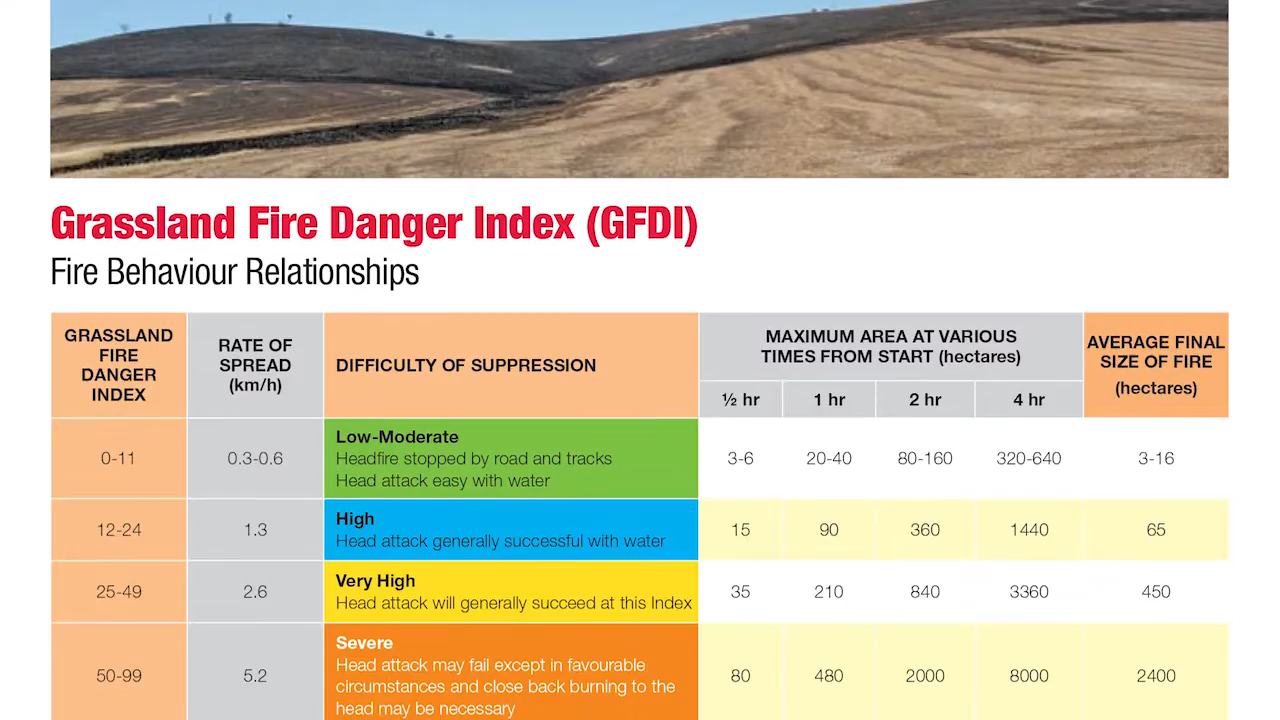 Grassland Fire Danger Index (GFDI)
Fire Behaviour Relationships
GRASSLAND
FIRE
DANGER
INDEX
RATE OF
SPREAD
(km/h)
DIFFICULTY OF SUPPRESSION
MAXIMUM AREA AT VARIOUS
TIMES FROM START (hectares)
½ hr
1 hr
2 hr
4 hr
AVERAGE FINAL
SIZE OF FIRE
(hectares)
0-11
0.3-0.6
Low-Moderate
Headfire stopped by road and tracks
Head attack easy with water
3-6
20-40
80-160
320-640
3-16
12-24
1.3
High
Head attack generally successful with water
15
90
360
1440
65
25-49
2.6
Very High
Head attack will generally succeed at this Index
35
210
840
3360
450
50-99
5.2
Severe
Head attack may fail except in favourable
circumstances and close back burning to the
head may be necessary
80
480
2000
8000
2400